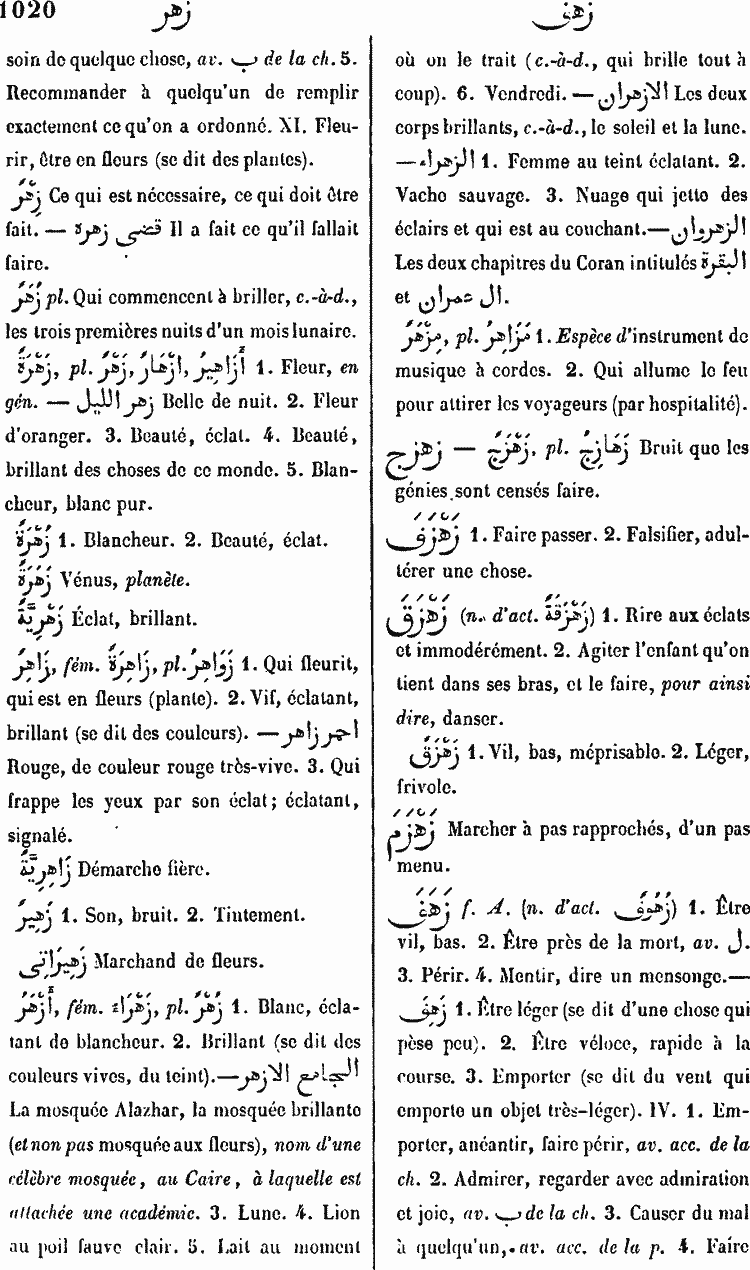 1020 زهر زهف
soin de quelque chose, av. ب de la ch. 5.
Recommander à quelqu'un de remplir
exactement ce qu'on a ordonné. XI. Fleu-
rir, être en fleurs (se dit des plantes).
زِهْرٌ Ce qui est nécessaire, ce qui doit être
fait. — قضى زهرة Il a fait ce qu'il fallait
faire.
زُهَرٌ pl. Qui commencent à briller, c.-à-d.,
les trois premières nuits d'un mois lunaire.
زَهْرَةٌ, pl. زَهْرٌ, أَزْهَارٌ, أَزَاهِيرُ 1. Fleur, en
gén. — زهر الليل Belle de nuit. 2. Fleur
d'oranger. 3. Beauté, éclat. 4. Beauté,
brillant des choses de ce monde. 5. Blan-
cheur, blanc pur.
زُهْرَةٌ 1. Blancheur. 2. Beauté, éclat.
زُهَرَةٌ Vénus, planète.
زَهْرِيَّةٌ Éclat, brillant.
زَاهِرٌ, fém. زَاهِرَةٌ, pl. زَوَاهِرُ 1. Qui fleurit,
qui est en fleurs (plante). 2. Vif, éclatant,
brillant (se dit des couleurs). — احمر زاهر
Rouge, de couleur rouge très-vive. 3. Qui
frappe les yeux par son éclat; éclatant,
signalé.
زَاهِرِيَّةٌ Démarche fière.
زَهِيرٌ 1. Son, bruit. 2. Tintement.
زَهِيرَاتِى Marchand de fleurs.
أَزْهَرُ, fém. زَهْرَاءُ, pl. زُهْرٌ 1. Blanc, écla-
tant de blancheur. 2. Brillant (se dit des
couleurs vives, du teint).— الجامع الازهر
La mosquée Alazhar, la mosquée brillante
(et non pas mosquée aux fleurs), nom d'une
célèbre mosquée, au Caire, à laquelle est
attachée une académie. 3. Lune. 4. Lion
au poil fauve clair. 5. Lait au moment
où on le trait (c.-à-d., qui brille tout à
coup). 6. Vendredi. — الازهران Les deux
corps brillants, c.-à-d., le soleil et la lune.
— الزهراء 1. Femme au teint éclatant. 2.
Vache sauvage. 3. Nuage qui jette des
éclairs et qui est au couchant.— الزهروان
Les deux chapitres du Coran intitulés البقرة
et ال عمران.
مِزْهَرٌ, pl. مَزَاهِرُ 1. Espèce d'instrument de
musique à cordes. 2. Qui allume le feu
pour attirer les voyageurs (par hospitalité).
زهزج — زَهْزَجٌ, pl. زَهَازِجُ Bruit que les
génies sont censés faire.
زَهْزَفَ 1. Faire passer. 2. Falsifier, adul-
térer une chose.
زَهْزَقَ (n. d'act. زَهْزَقَةٌ) 1. Rire aux éclats
et immodérément. 2. Agiter l'enfant qu'on
tient dans ses bras, et le faire, pour ainsi
dire, danser.
زَهْزَقٌ 1. Vil, bas, méprisable. 2. Léger,
frivole.
زَهْزَمَ Marcher à pas rapprochés, d'un pas
menu.
زَهَفَ f. A. (n. d'act. زُهُوفٌ) 1. Être
vil, bas. 2. Être près de la mort, av. ل.
3. Périr. 4. Mentir, dire un mensonge.—
زَهِفَ 1. Être léger (se dit d'une chose qui
pèse peu). 2. Être véloce, rapide à la
course. 3. Emporter (se dit du vent qui
emporte un objet très-léger). IV. 1. Em-
porter, anéantir, faire périr, av. acc. de la
ch. 2. Admirer, regarder avec admiration
et joie, av. ب de la ch. 3. Causer du mal
à quelqu'un, av. acc. de la p. 4. Faire